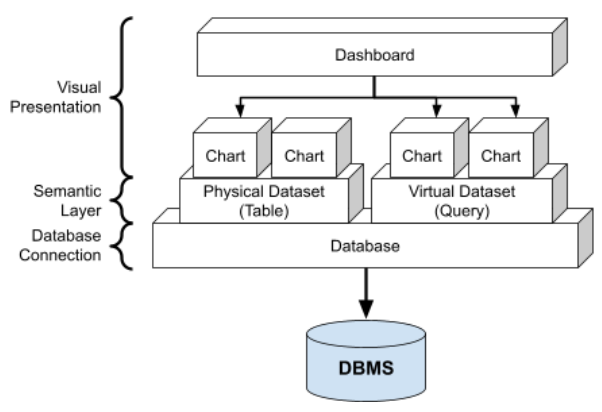 Dashboard
Visual
Presentation
Chart
Chart
Chart
Chart
Semantic
Layer
Physical Dataset
(Table)
Virtual Dataset
(Query)
Database
Connection
Database
DBMS